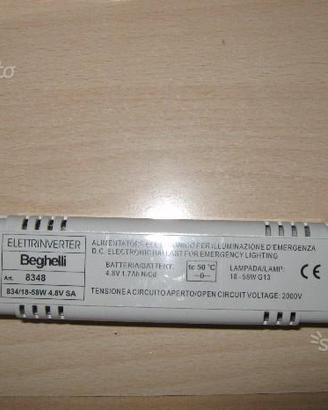 ELETTRINVERTER
Beghelli
Art. 8348
834/18-58W 4.8V SA
ALIMENTATORE ELETTRONICO PER ILLUMINAZIONE D'EMERGENZA
D.C. ELECTRONIC BALLAST FOR EMERGENCY LIGHTING
BATTERIA/BATTERY:
4.8V 1.7Ah Ni-Cd
tc 50°C
LAMPADA/LAMP:
18 - 58W G13
CE
TENSIONE A CIRCUITO APERTO/OPEN CIRCUIT VOLTAGE: 2000V